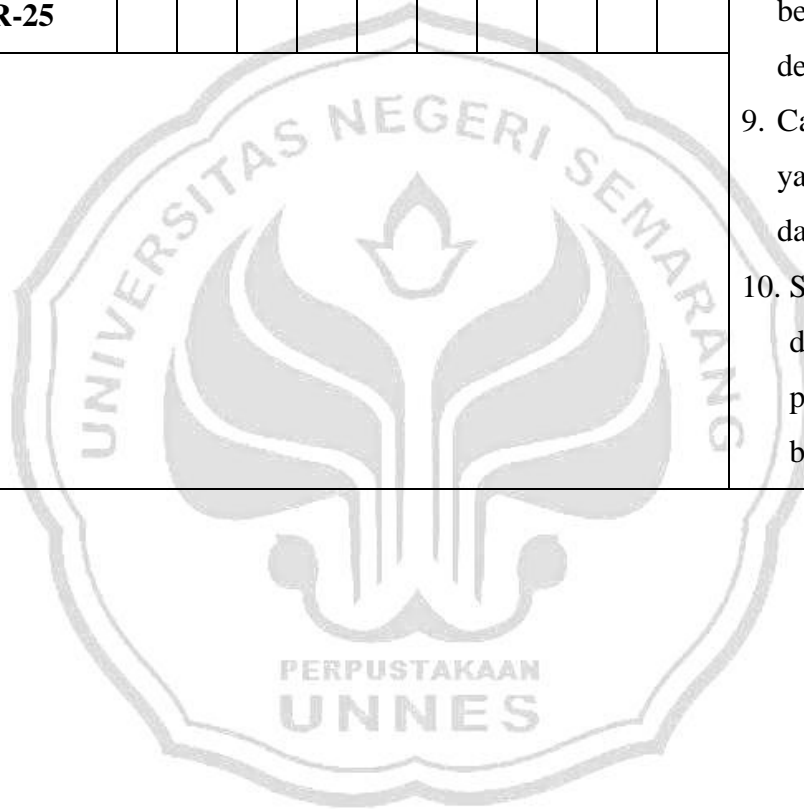 R-25
be
de
9. Ca
ya
da
10. S
d
p
b
UNIVERSITAS NEGERI SEMARANG
PERPUSTAKAAN
UNNES